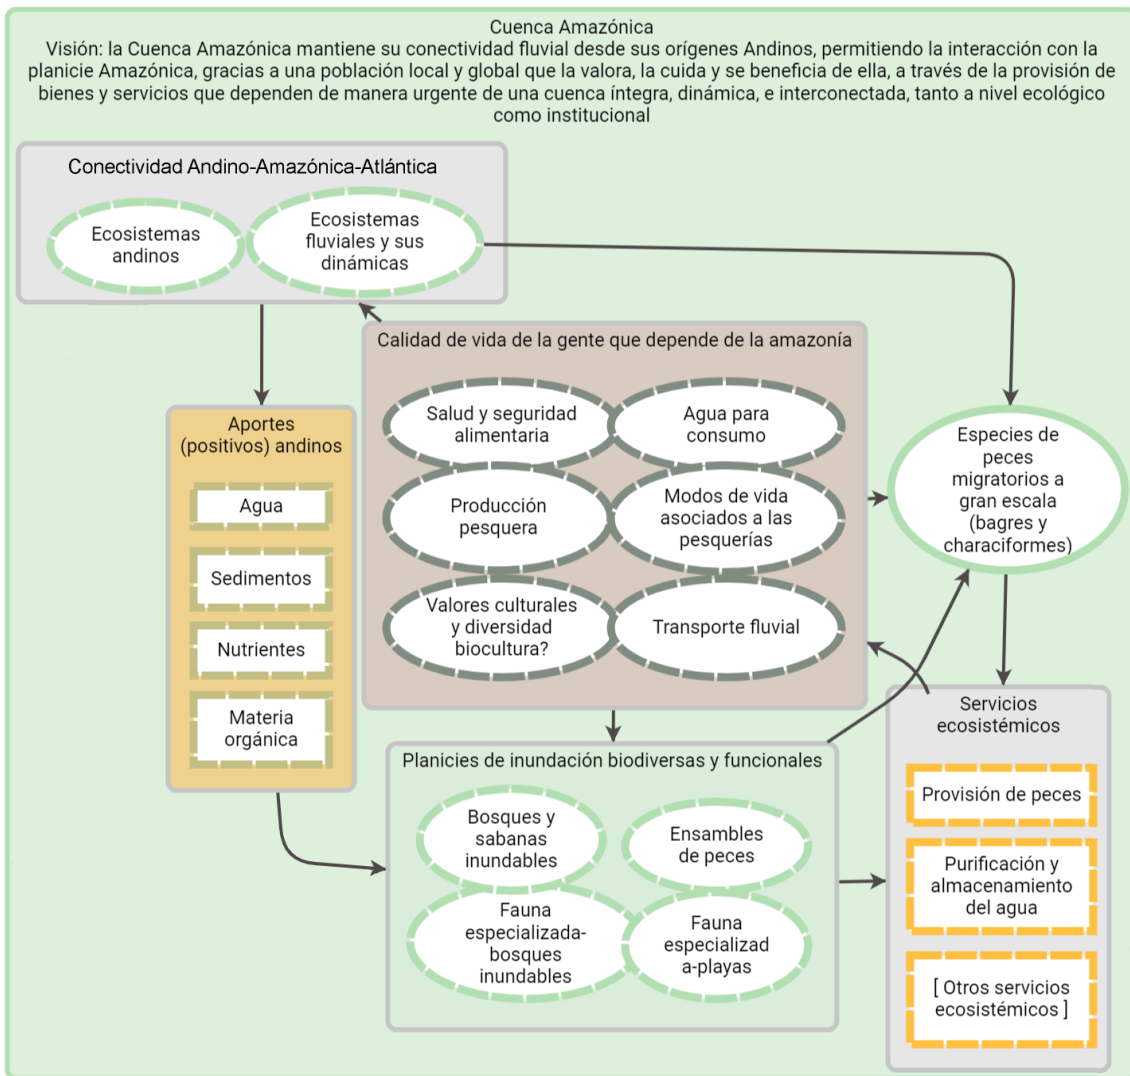 Cuenca Amazónica
Visión: la Cuenca Amazónica mantiene su conectividad fluvial desde sus orígenes Andinos, permitiendo la interacción con la
planicie Amazónica, gracias a una población local y global que la valora, la cuida y se beneficia de ella, a través de la provisión de
bienes y servicios que dependen de manera urgente de una cuenca íntegra, dinámica, e interconectada, tanto a nivel ecológico
como institucional
Conectividad Andino-Amazónica-Atlántica
Ecosistemas
andinos
Ecosistemas
fluviales y sus
dinámicas
Aportes
(positivos) andinos
Agua
Sedimentos
Nutrientes
Materia
orgánica
Calidad de vida de la gente que depende de la amazonía
Salud y seguridad
alimentaria
Agua para
consumo
Producción
pesquera
Modos de vida
asociados a las
pesquerías
Valores culturales
y diversidad
biocultura?
Transporte fluvial
Especies de
peces
migratorios a
gran escala
(bagres y
characiformes)
Planicies de inundación biodiversas y funcionales
Bosques y
sabanas
inundables
Ensambles
de peces
Fauna
especializada-
bosques
inundables
Fauna
especializad
a-playas
Servicios
ecosistémicos
Provisión de peces
Purificación y
almacenamiento
del agua
[ Otros servicios
ecosistémicos ]